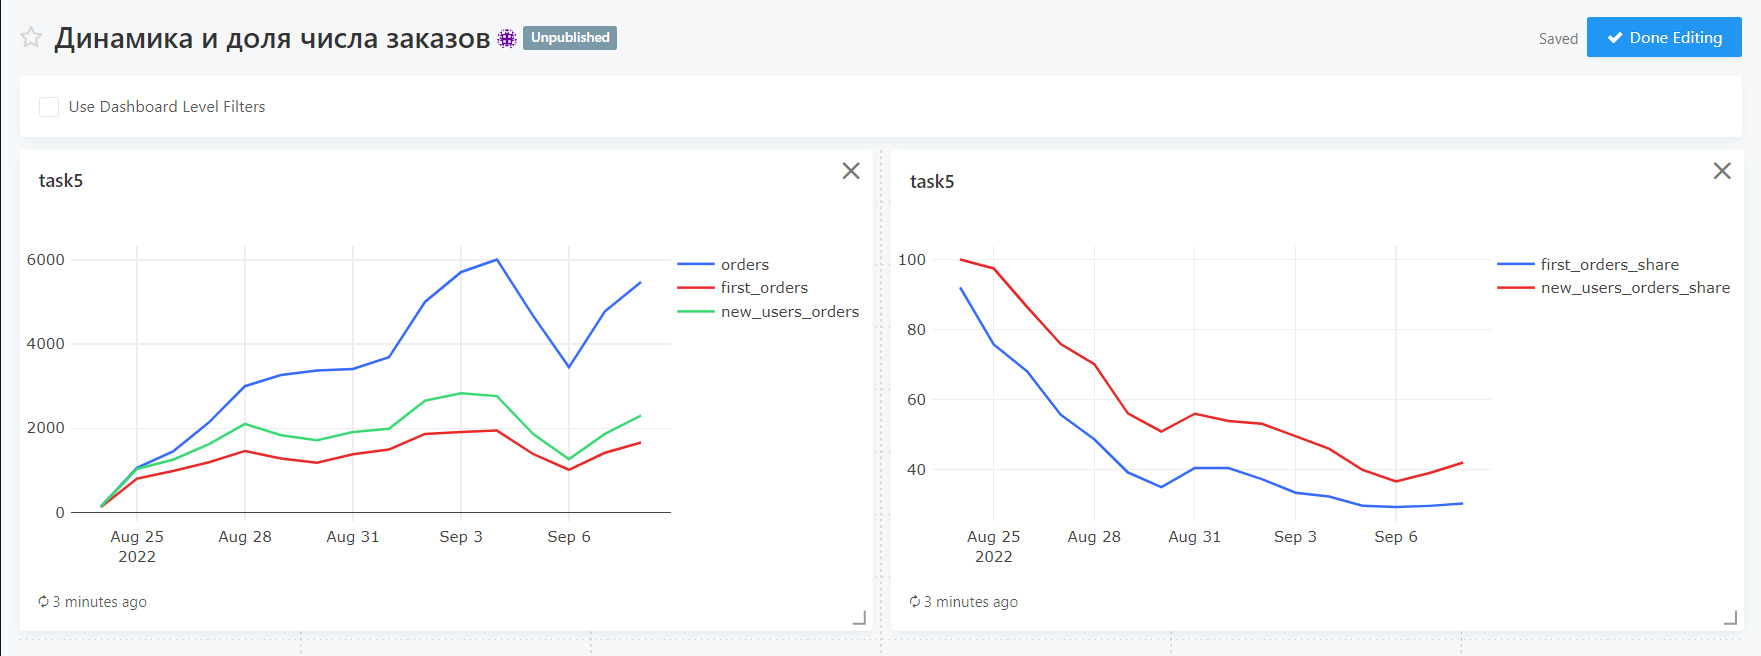 Динамика и доля числа заказов Unpublished
Saved
Done Editing
Use Dashboard Level Filters
task5
6000
4000
2000
0
Aug 25
2022
Aug 28
Aug 31
Sep 3
Sep 6
orders
first_orders
new_users_orders
3 minutes ago
task5
100
80
60
40
Aug 25
2022
Aug 28
Aug 31
Sep 3
Sep 6
first_orders_share
new_users_orders_share
3 minutes ago